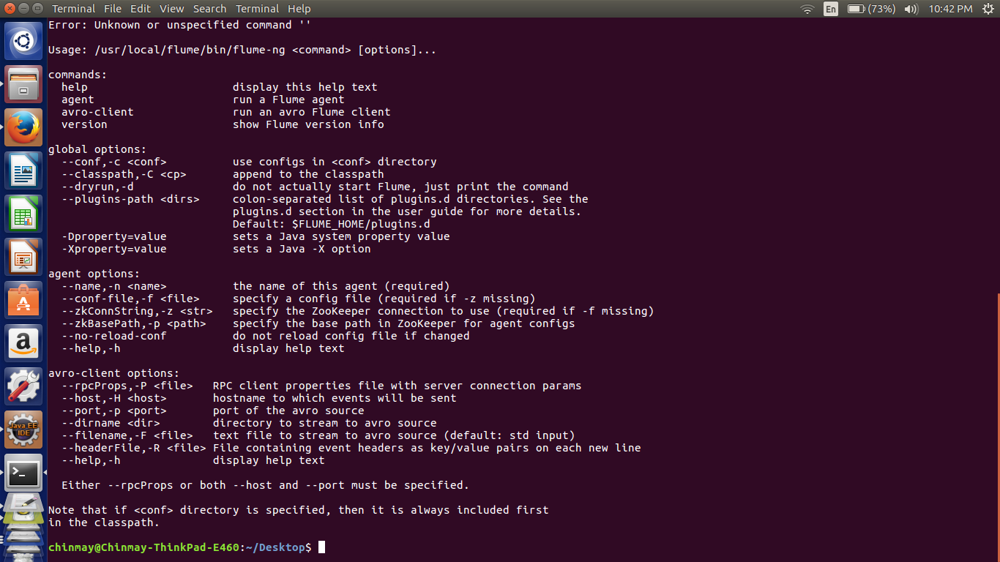 Terminal File Edit View Search Terminal Help En (73%) 10:42 PM
Error: Unknown or unspecified command ''
Usage: /usr/local/flume/bin/flume-ng <command> [options]...
commands:
help display this help text
agent run a Flume agent
avro-client run an avro Flume client
version show Flume version info
global options:
--conf,-c <conf> use configs in <conf> directory
--classpath,-C <cp> append to the classpath
--dryrun,-d do not actually start Flume, just print the command
--plugins-path <dirs> colon-separated list of plugins.d directories. See the
plugins.d section in the user guide for more details.
Default: $FLUME_HOME/plugins.d
-Dproperty=value sets a Java system property value
-Xproperty=value sets a Java -X option
agent options:
--name,-n <name> the name of this agent (required)
--conf-file,-f <file> specify a config file (required if -z missing)
--zkConnString,-z <str> specify the ZooKeeper connection to use (required if -f missing)
--zkBasePath,-p <path> specify the base path in ZooKeeper for agent configs
--no-reload-conf do not reload config file if changed
--help,-h display help text
avro-client options:
--rpcProps,-P <file> RPC client properties file with server connection params
--host,-H <host> hostname to which events will be sent
--port,-p <port> port of the avro source
--dirname <dir> directory to stream to avro source
--filename,-F <file> text file to stream to avro source (default: std input)
--headerFile,-R <file> File containing event headers as key/value pairs on each new line
--help,-h display help text
Either --rpcProps or both --host and --port must be specified.
Note that if <conf> directory is specified, then it is always included first
in the classpath.
chinmay@Chinmay-ThinkPad-E460:~/Desktop$
a
Java EE
IDE
>_